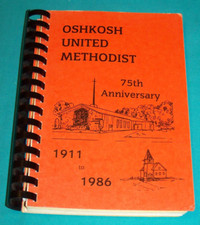 OSHKOSH
UNITED
METHODIST
75th
Anniversary
1911
to
1986